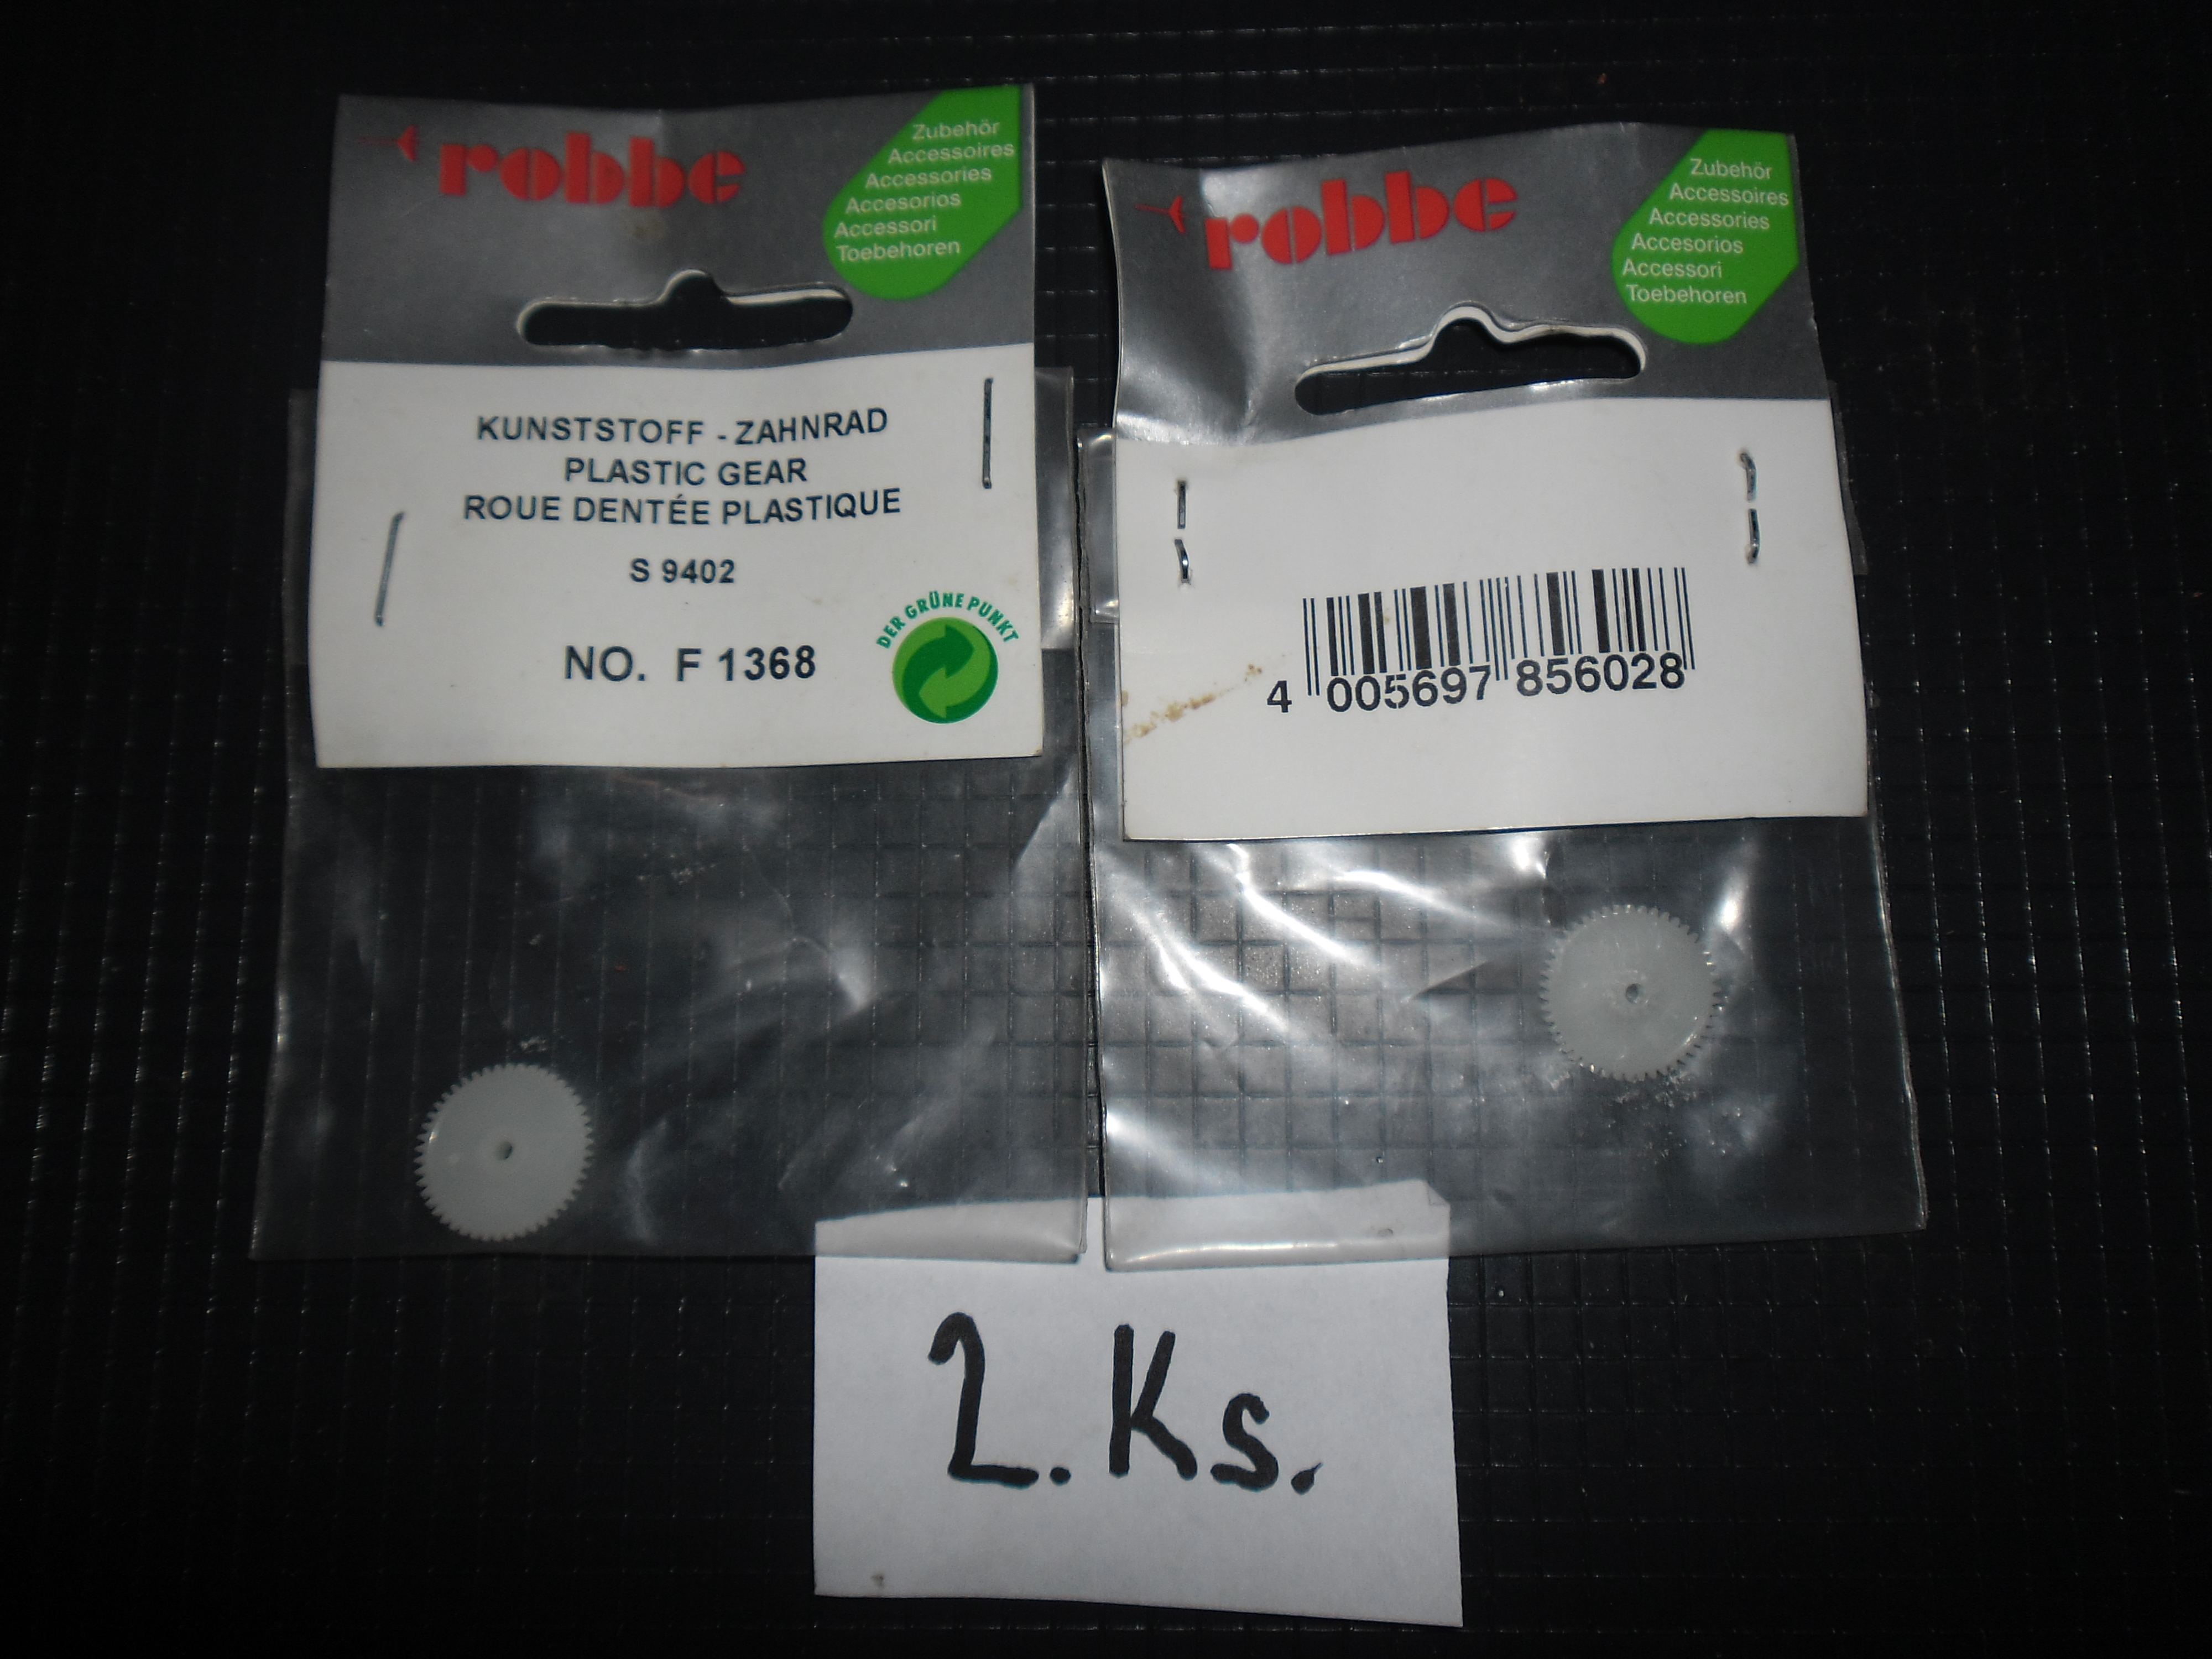 robbe
Zubehör
Accessoires
Accessories
Accesorios
Accessori
Toebehoren
KUNSTSTOFF - ZAHNRAD
PLASTIC GEAR
ROUE DENTÉE PLASTIQUE
S 9402
NO. F 1368
DER GRÜNE PUNKT
robbe
Zubehör
Accessoires
Accessories
Accesorios
Accessori
Toebehoren
4 005697 856028
2. Ks.